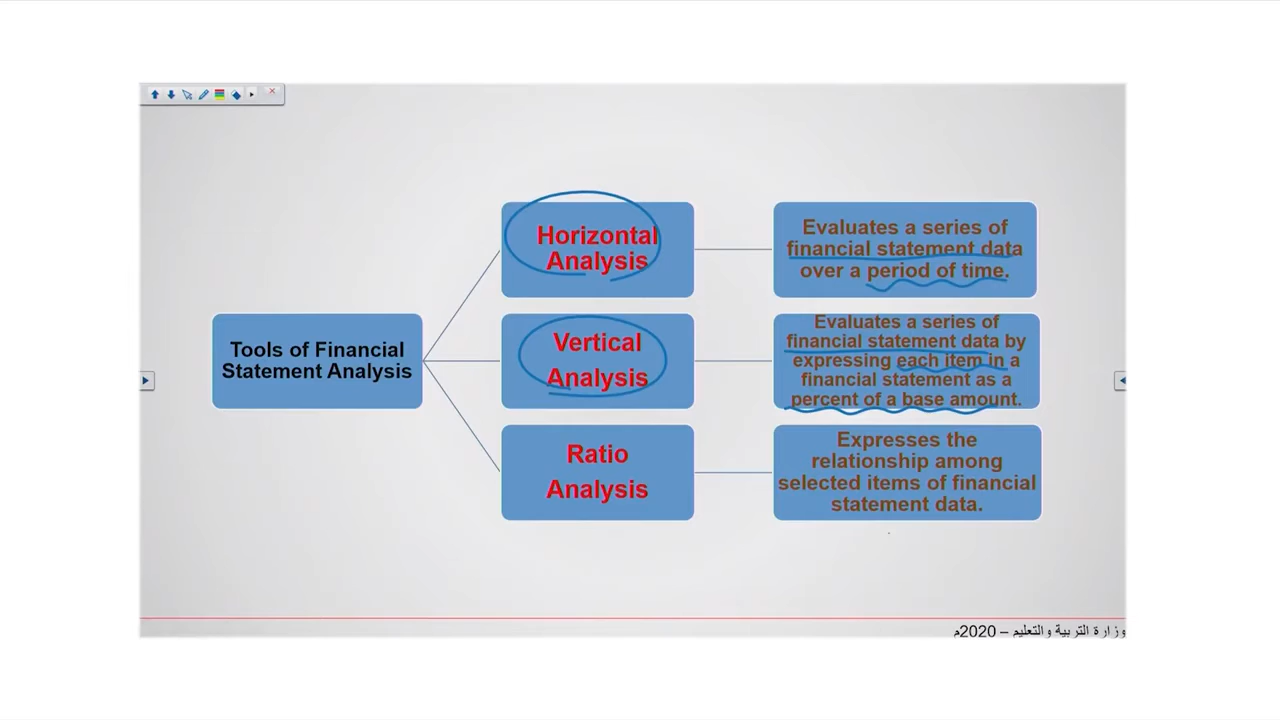 Tools of Financial
Statement Analysis
Horizontal
Analysis
Evaluates a series of
financial statement data
over a period of time.
Vertical
Analysis
Evaluates a series of
financial statement data by
expressing each item in a
financial statement as a
percent of a base amount.
Ratio
Analysis
Expresses the
relationship among
selected items of financial
statement data.
وزارة التربية والتعليم – 2020م